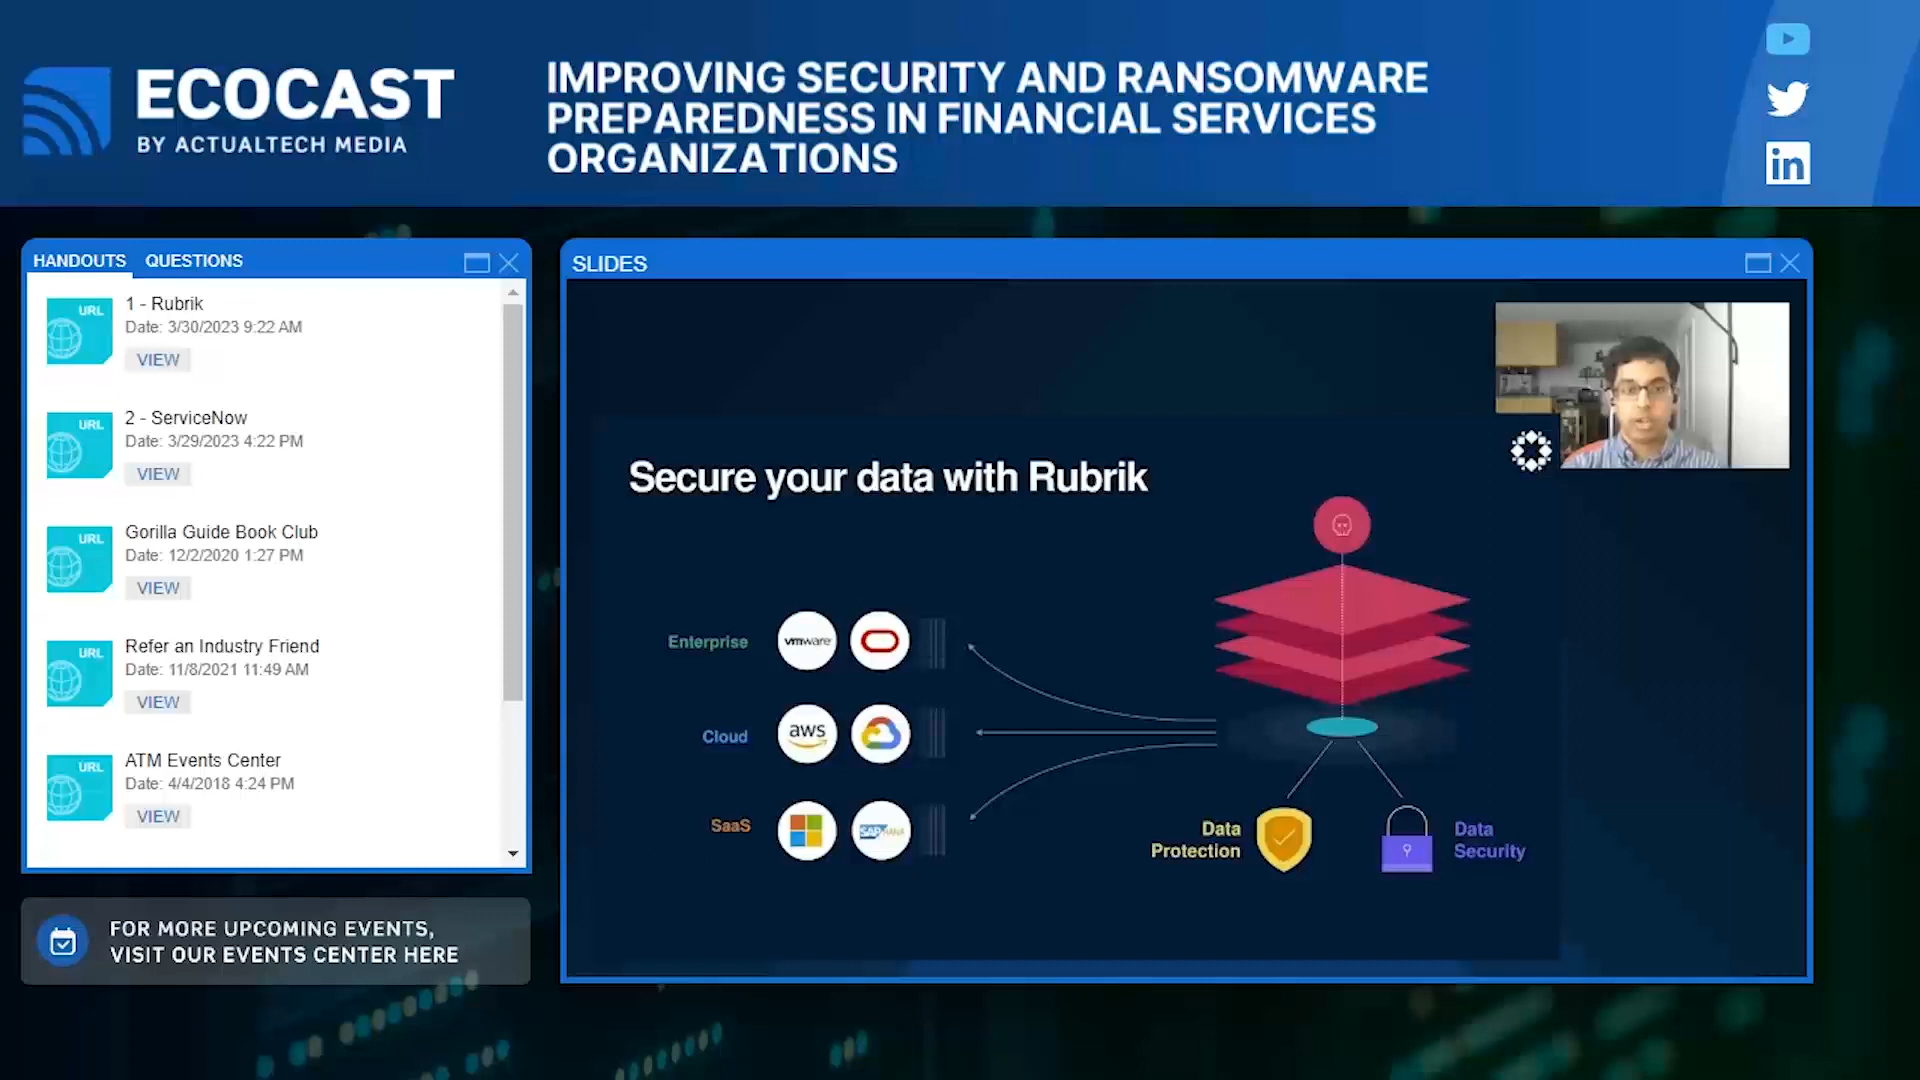 ECOCAST
BY ACTUALTECH MEDIA
IMPROVING SECURITY AND RANSOMWARE
PREPAREDNESS IN FINANCIAL SERVICES
ORGANIZATIONS
in
HANDOUTS QUESTIONS
URL
1 - Rubrik
Date: 3/30/2023 9:22 AM
VIEW
URL
2 - ServiceNow
Date: 3/29/2023 4:22 PM
VIEW
URL
Gorilla Guide Book Club
Date: 12/2/2020 1:27 PM
VIEW
URL
Refer an Industry Friend
Date: 11/8/2021 11:49 AM
VIEW
URL
ATM Events Center
Date: 4/4/2018 4:24 PM
VIEW
FOR MORE UPCOMING EVENTS,
VISIT OUR EVENTS CENTER HERE
SLIDES
Secure your data with Rubrik
Enterprise
vmware
Cloud
aws
SaaS
SAP HANA
Data
Protection
Data
Security